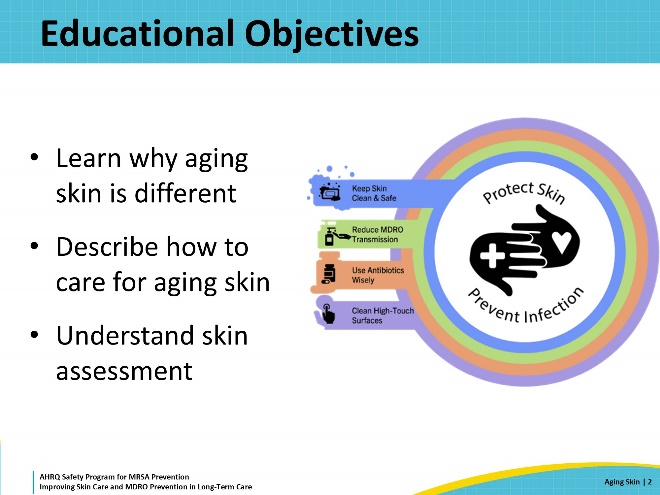 Educational Objectives
• Learn why aging
skin is different
• Describe how to
care for aging skin
• Understand skin
assessment
Keep Skin
Clean & Safe
Reduce MDRO
Transmission
Use Antibiotics
Wisely
Clean High-Touch
Surfaces
Protect Skin
Prevent Infection
AHRQ Safety Program for MRSA Prevention
Improving Skin Care and MDRO Prevention in Long-Term Care
Aging Skin | 2